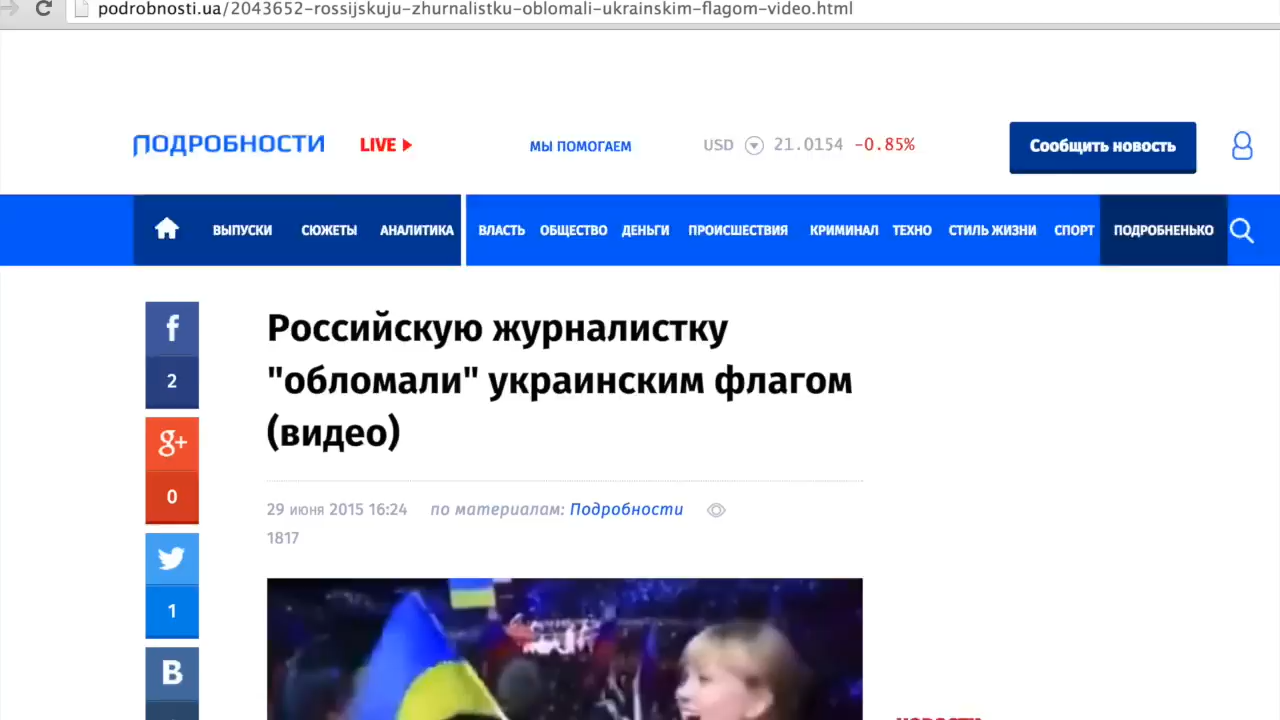 podrobnosti.ua/2043652-rossijskuju-zhurnalistku-oblomali-ukrainskim-flagom-video.html
ПОДРОБНОСТИ LIVE МЫ ПОМОГАЕМ USD 21.0154 -0.85% Сообщить новость
ВЫПУСКИ СЮЖЕТЫ АНАЛИТИКА ВЛАСТЬ ОБЩЕСТВО ДЕНЬГИ ПРОИСШЕСТВИЯ КРИМИНАЛ ТЕХНО СТИЛЬ ЖИЗНИ СПОРТ ПОДРОБНЕНЬКО
f
2
g+
0
1
B
Российскую журналистку
"обломали" украинским флагом
(видео)
29 июня 2015 16:24 по материалам: Подробности
1817
НОВОСТИ